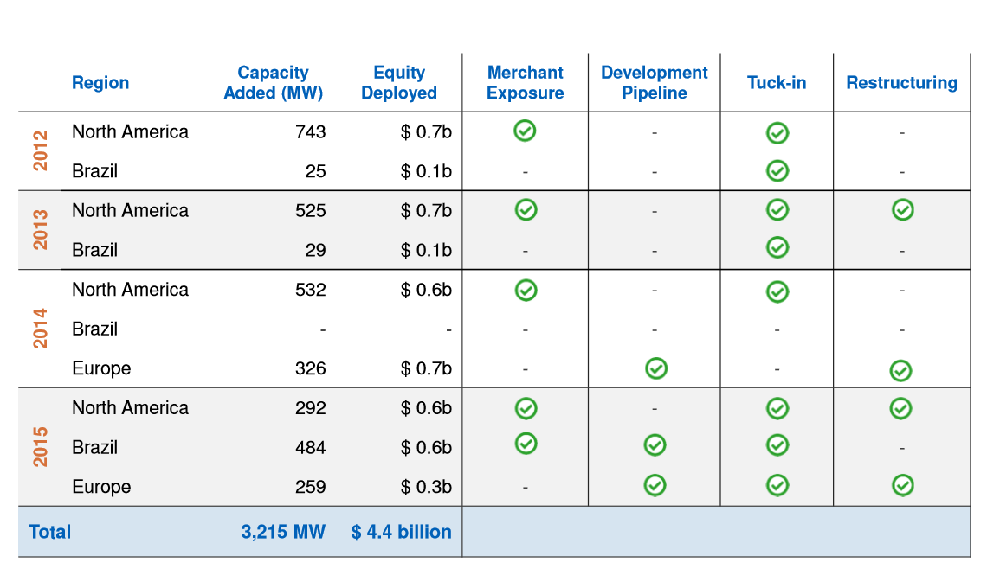 Region Capacity Added (MW) Equity Deployed Merchant Exposure Development Pipeline Tuck-in Restructuring
2012
North America 743 $ 0.7b - -
Brazil 25 $ 0.1b - - -
2013
North America 525 $ 0.7b -
Brazil 29 $ 0.1b - - -
2014
North America 532 $ 0.6b - -
Brazil - - - - - -
Europe 326 $ 0.7b - -
2015
North America 292 $ 0.6b -
Brazil 484 $ 0.6b -
Europe 259 $ 0.3b -
Total 3,215 MW $ 4.4 billion